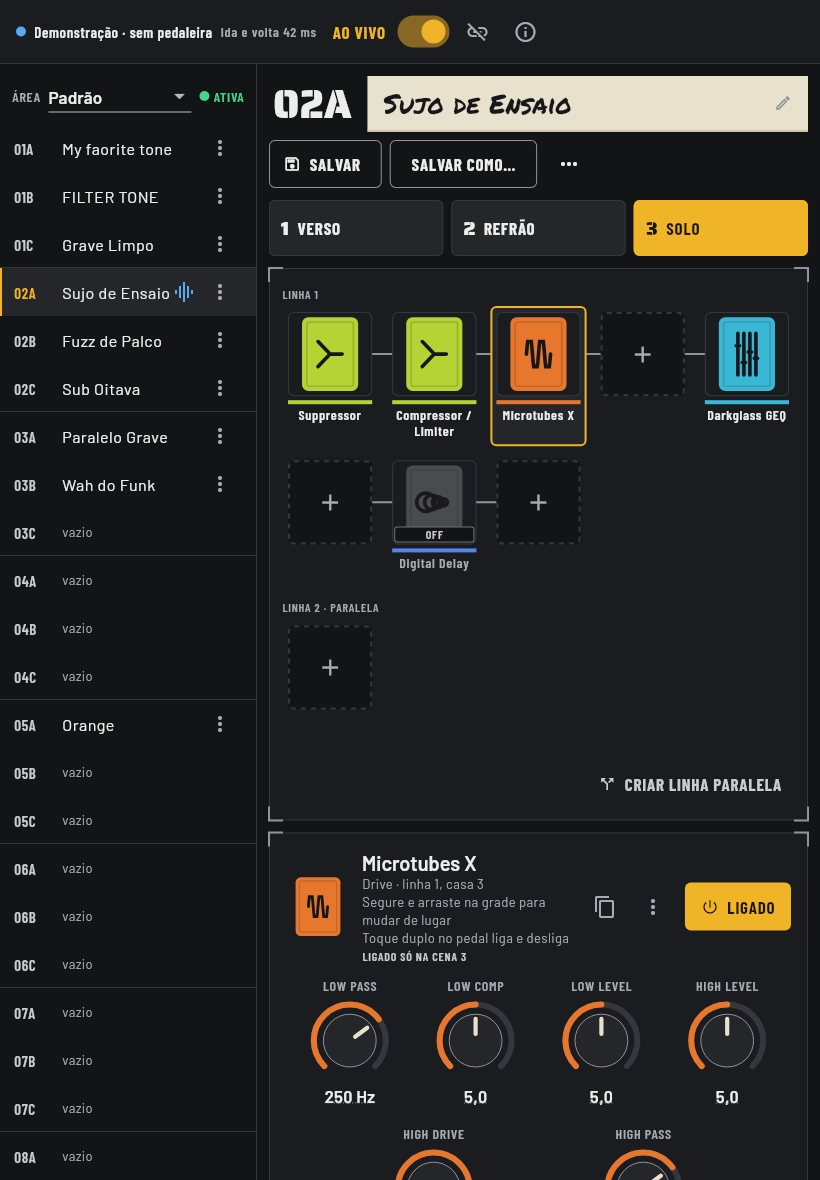 Demonstração · sem pedaleira Ida e volta 42 ms AO VIVO
ÁREA Padrão ATIVA
01A My faorite tone
01B FILTER TONE
01C Grave Limpo
02A Sujo de Ensaio
02B Fuzz de Palco
02C Sub Oitava
03A Paralelo Grave
03B Wah do Funk
03C vazio
04A vazio
04B vazio
04C vazio
05A Orange
05B vazio
05C vazio
06A vazio
06B vazio
06C vazio
07A vazio
07B vazio
07C vazio
08A vazio
02A Sujo de Ensaio
SALVAR SALVAR COMO...
1 VERSO 2 REFRÃO 3 SOLO
LINHA 1
Suppressor Compressor / Limiter Microtubes X Darkglass GEQ
OFF
Digital Delay
LINHA 2 · PARALELA
CRIAR LINHA PARALELA
Microtubes X
Drive · linha 1, casa 3
Segure e arraste na grade para
mudar de lugar
Toque duplo no pedal liga e desliga
LIGADO SÓ NA CENA 3
LIGADO
LOW PASS LOW COMP LOW LEVEL HIGH LEVEL
250 Hz 5,0 5,0 5,0
HIGH DRIVE HIGH PASS